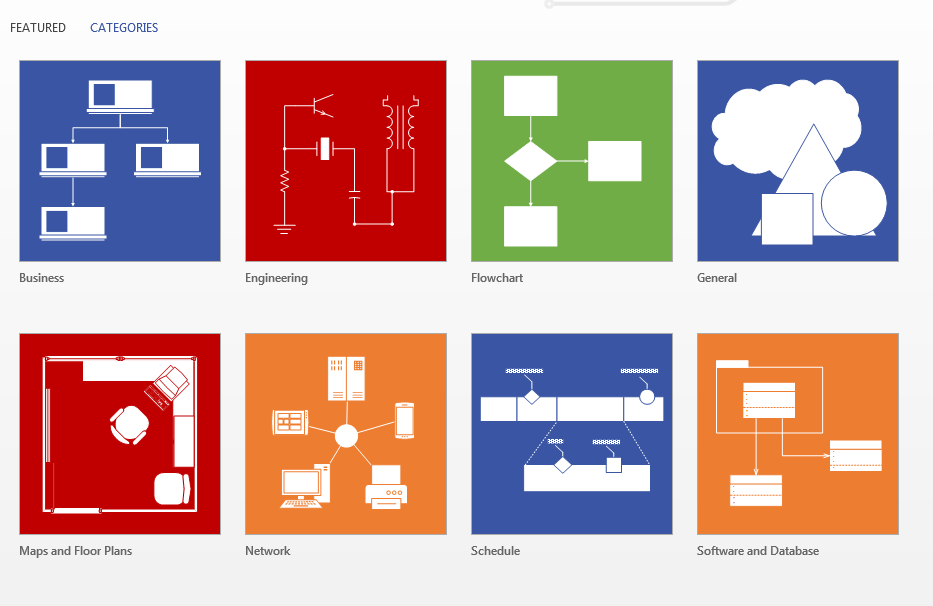 FEATURED CATEGORIES
Business Engineering Flowchart General
Maps and Floor Plans Network Schedule Software and Database